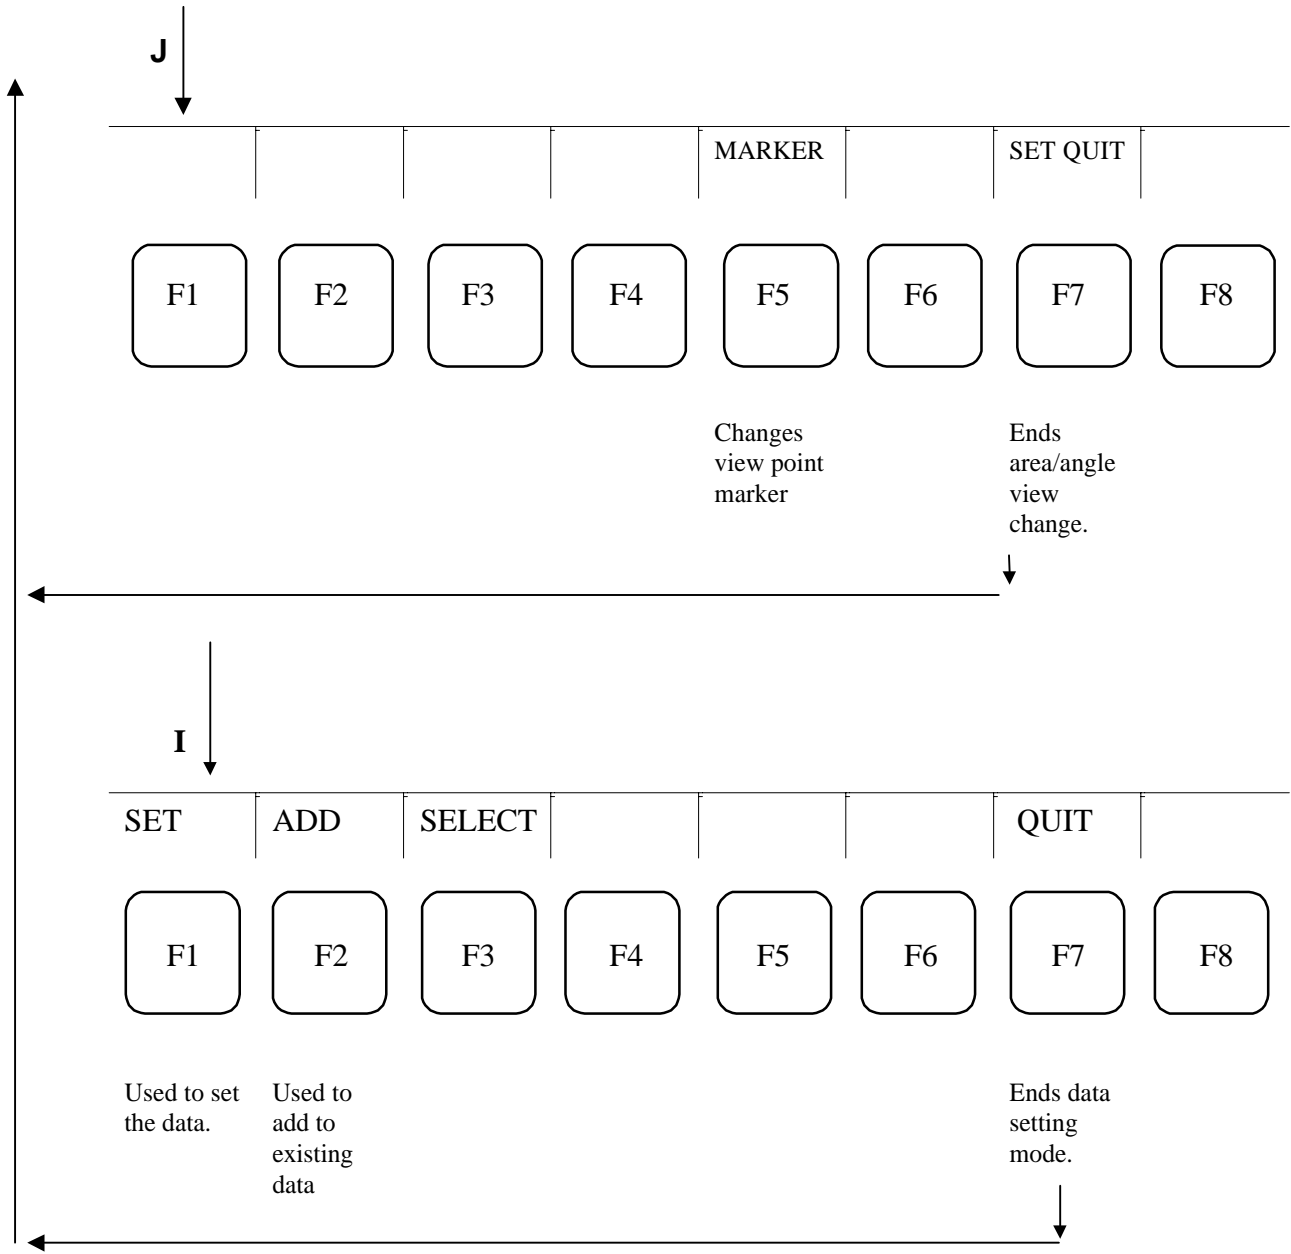 J
MARKER SET QUIT
F1 F2 F3 F4 F5 F6 F7 F8
Changes
view point
marker
Ends
area/angle
view
change.
I
SET ADD SELECT QUIT
F1 F2 F3 F4 F5 F6 F7 F8
Used to set
the data.
Used to
add to
existing
data
Ends data
setting
mode.